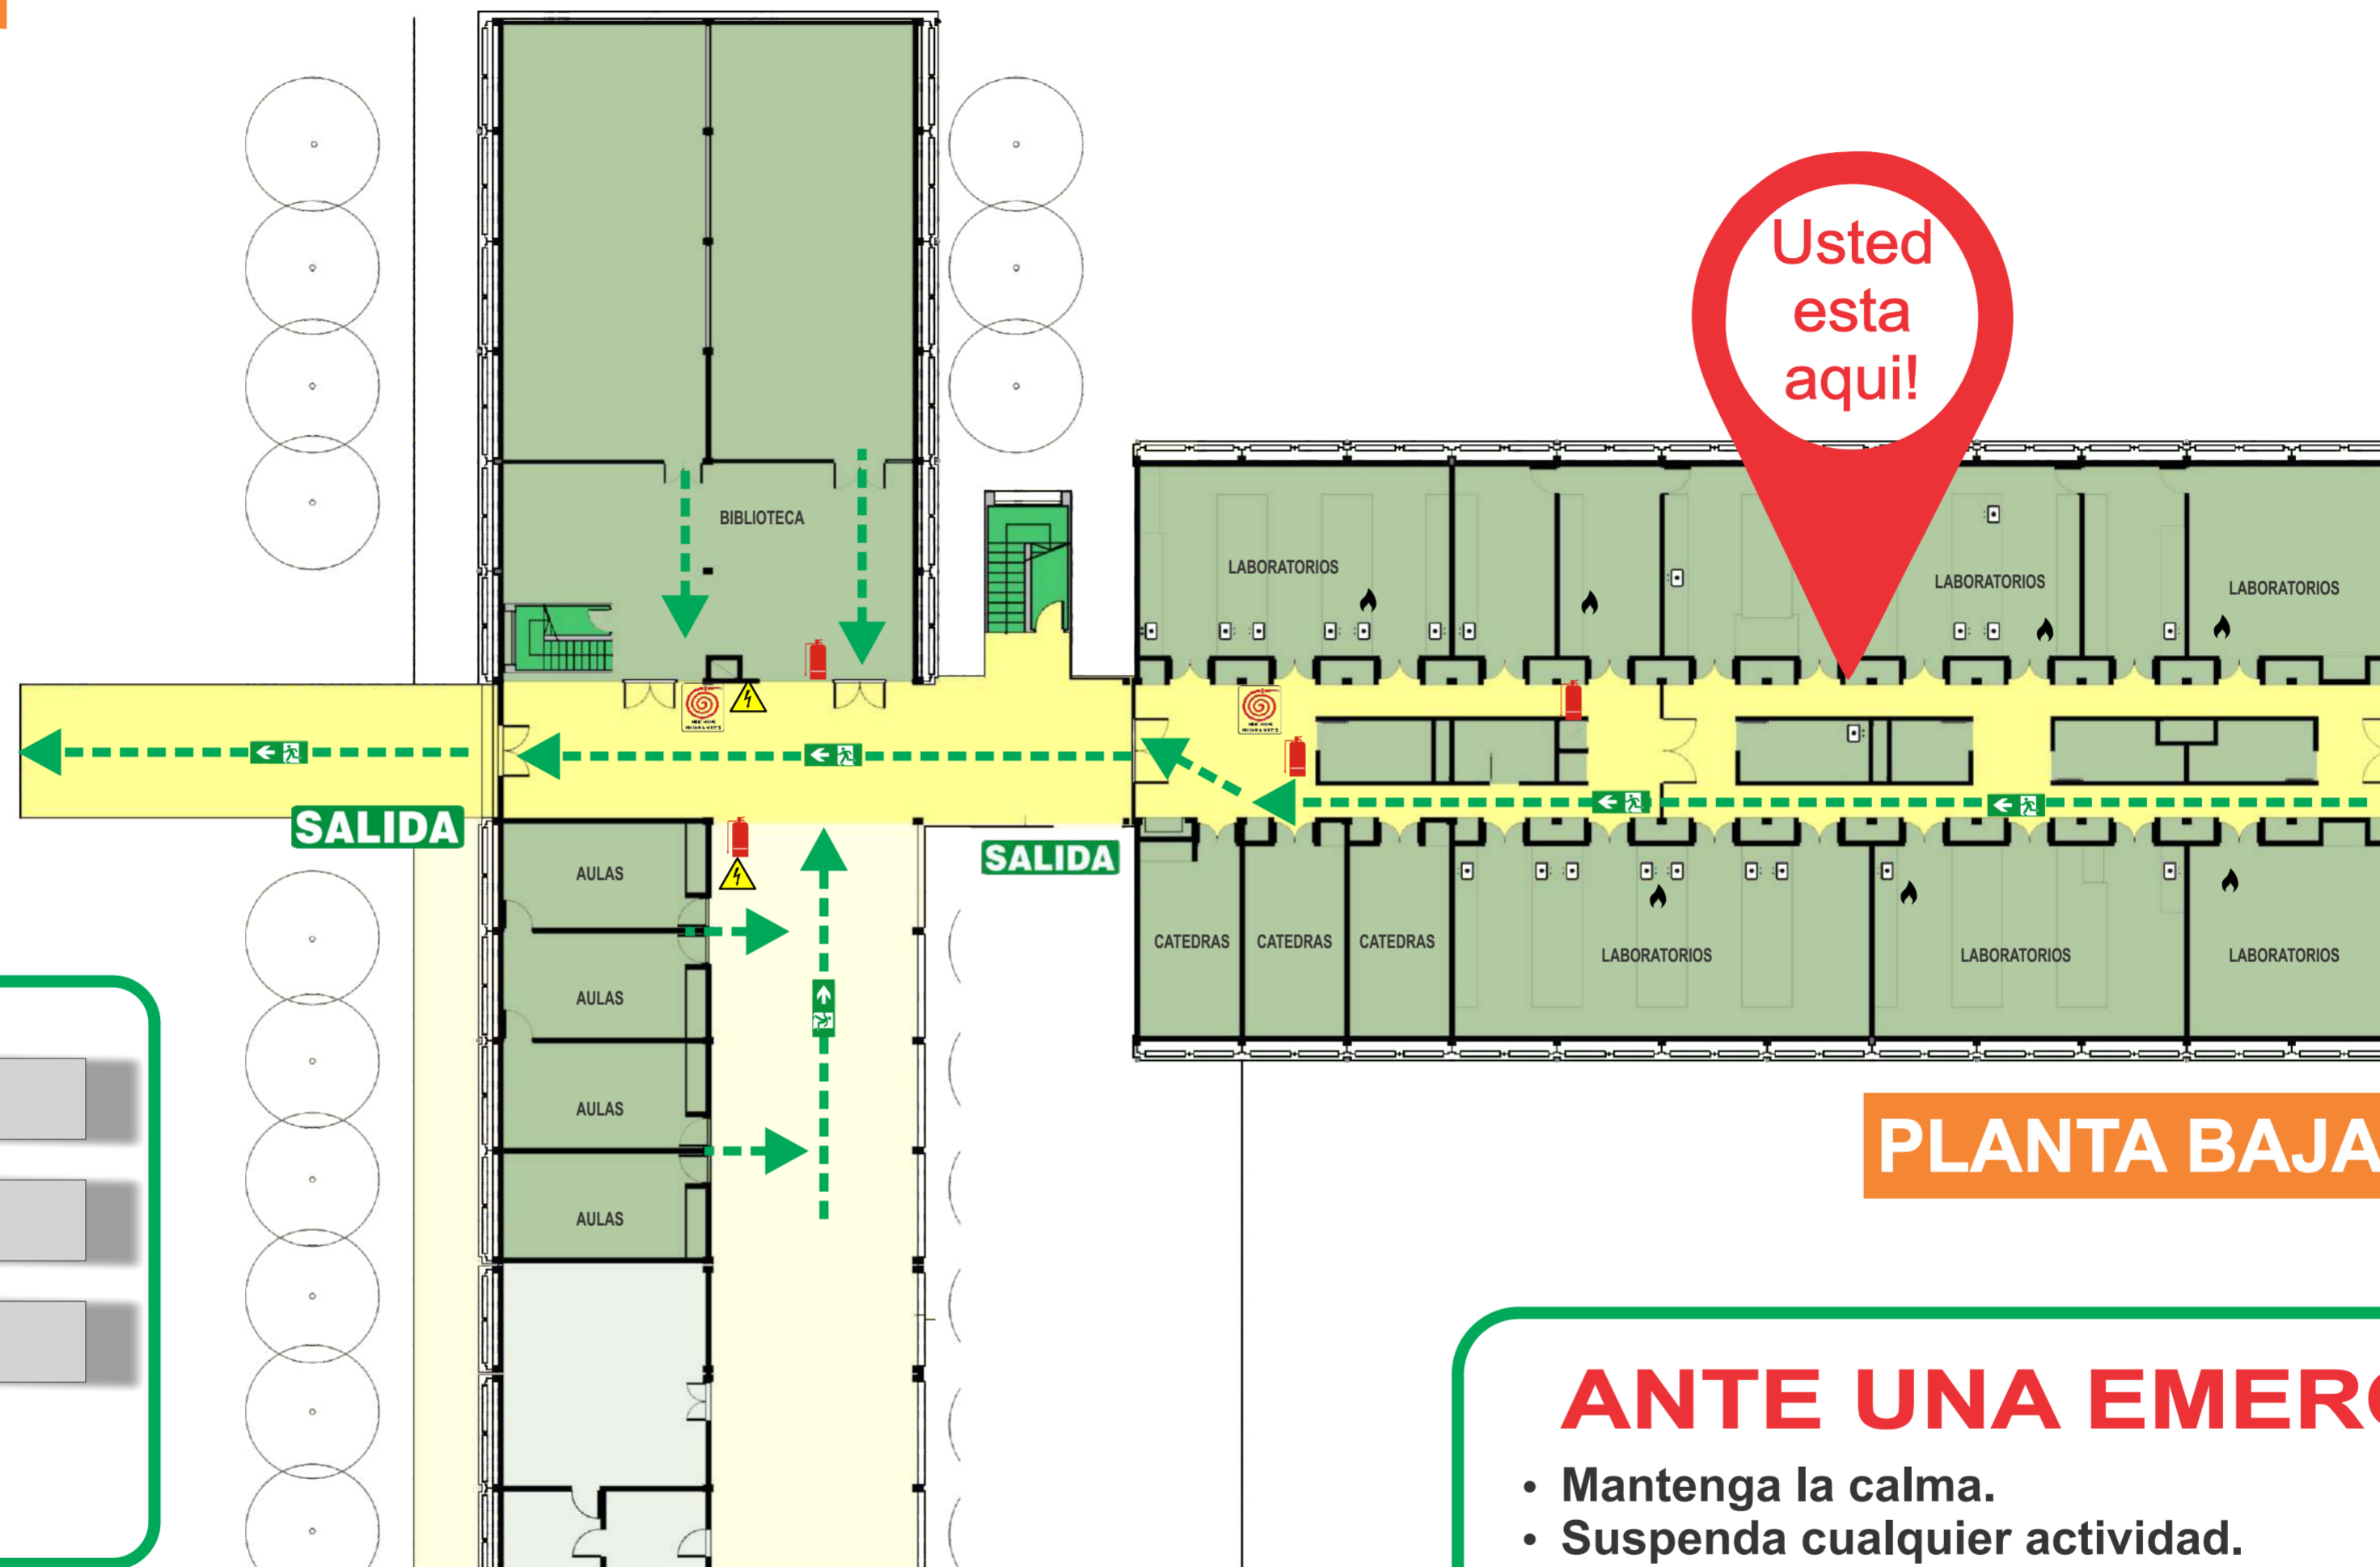 Usted
esta
aqui!
BIBLIOTECA
LABORATORIOS
LABORATORIOS
LABORATORIOS
SALIDA
SALIDA
AULAS
AULAS
AULAS
AULAS
CATEDRAS
CATEDRAS
CATEDRAS
LABORATORIOS
LABORATORIOS
LABORATORIOS
PLANTA BAJA
ANTE UNA EMERG
• Mantenga la calma.
• Suspenda cualquier actividad.